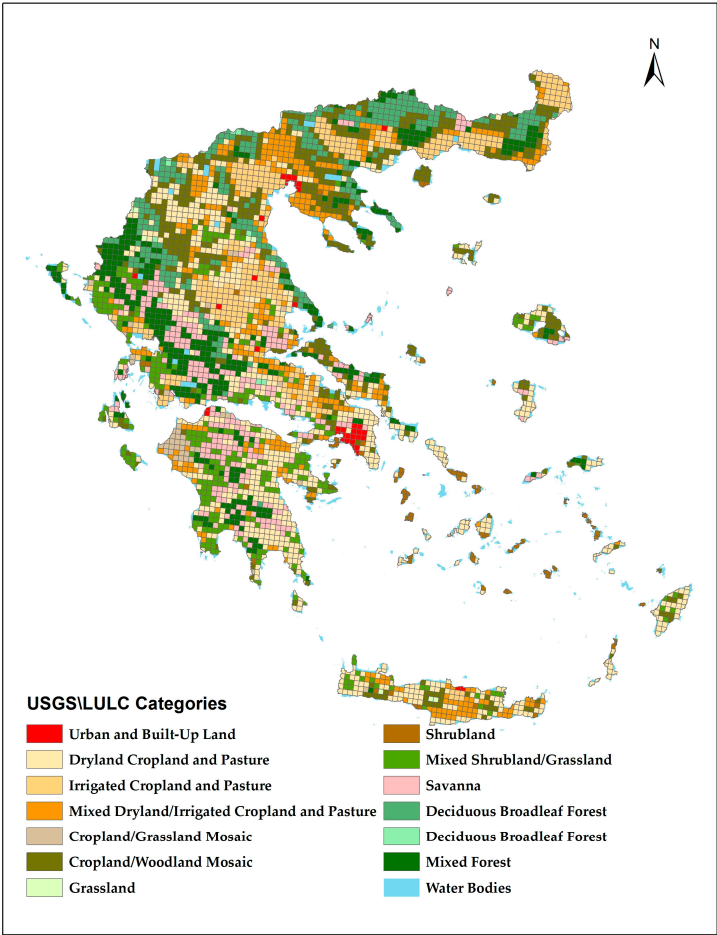 N
USGS\LULC Categories
Urban and Built-Up Land
Dryland Cropland and Pasture
Irrigated Cropland and Pasture
Mixed Dryland/Irrigated Cropland and Pasture
Cropland/Grassland Mosaic
Cropland/Woodland Mosaic
Grassland
Shrubland
Mixed Shrubland/Grassland
Savanna
Deciduous Broadleaf Forest
Deciduous Broadleaf Forest
Mixed Forest
Water Bodies